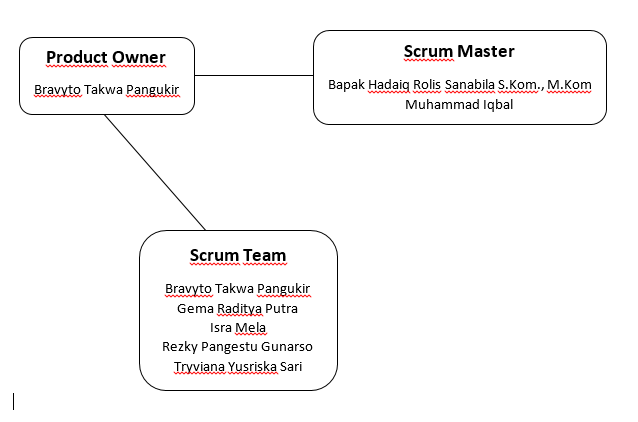 Product Owner
Bravyto Takwa Pangukir
Scrum Master
Bapak Hadaiq Rolis Sanabila S.Kom., M.Kom
Muhammad Iqbal
Scrum Team
Bravyto Takwa Pangukir
Gema Raditya Putra
Isra Mela
Rezky Pangestu Gunarso
Tryviana Yusriska Sari